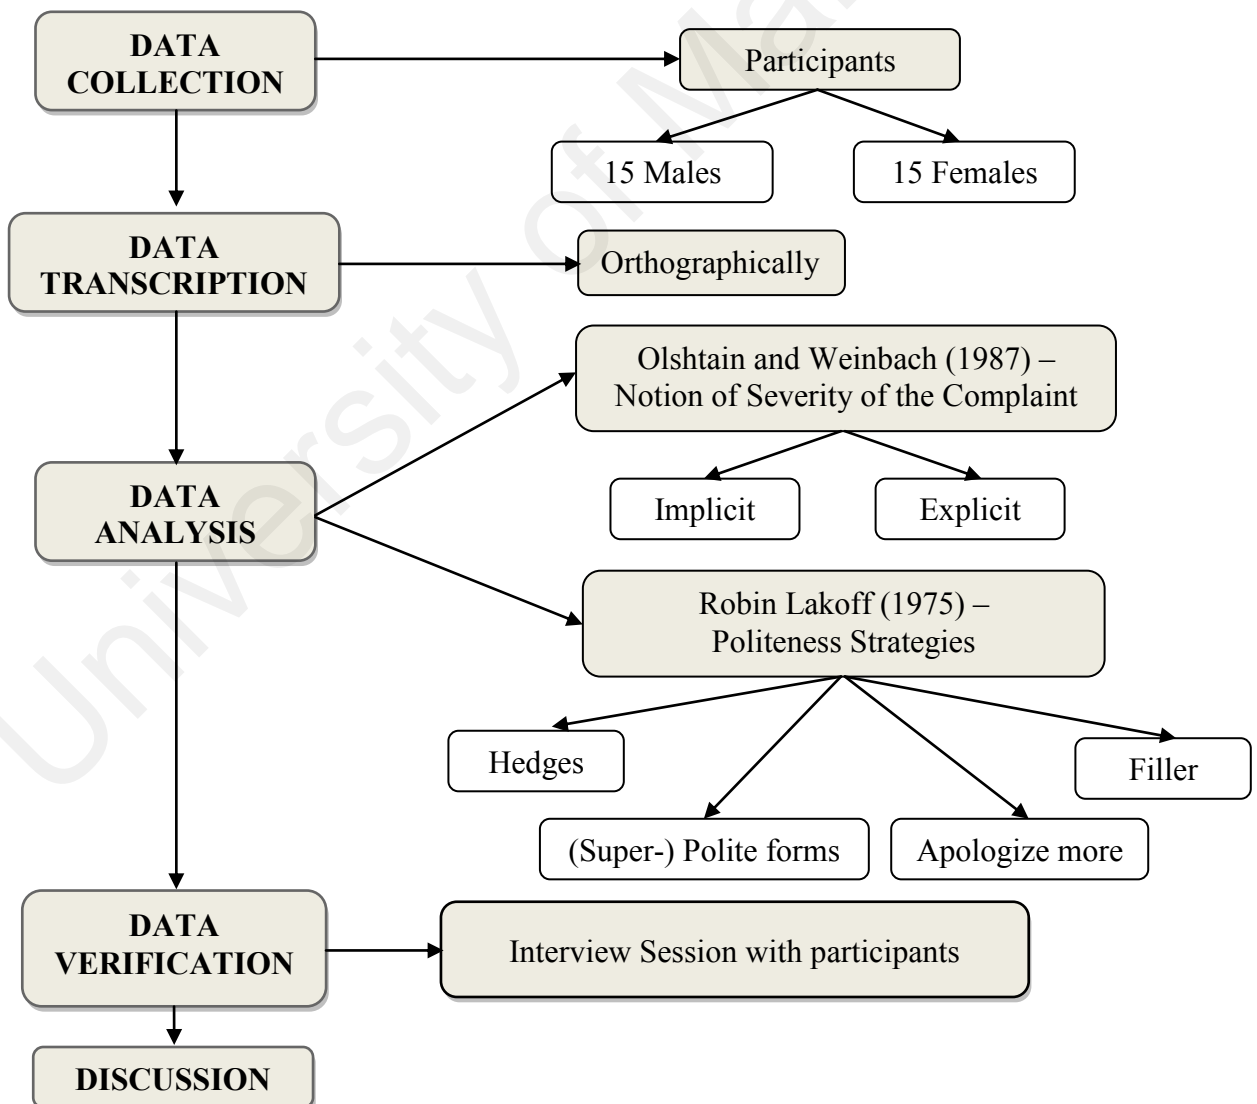 DATA
COLLECTION
Participants
15 Males
15 Females
DATA
TRANSCRIPTION
Orthographically
Olshtain and Weinbach (1987) –
Notion of Severity of the Complaint
Implicit
Explicit
DATA
ANALYSIS
Robin Lakoff (1975) –
Politeness Strategies
Hedges
(Super-) Polite forms
Apologize more
Filler
DATA
VERIFICATION
Interview Session with participants
DISCUSSION
University of